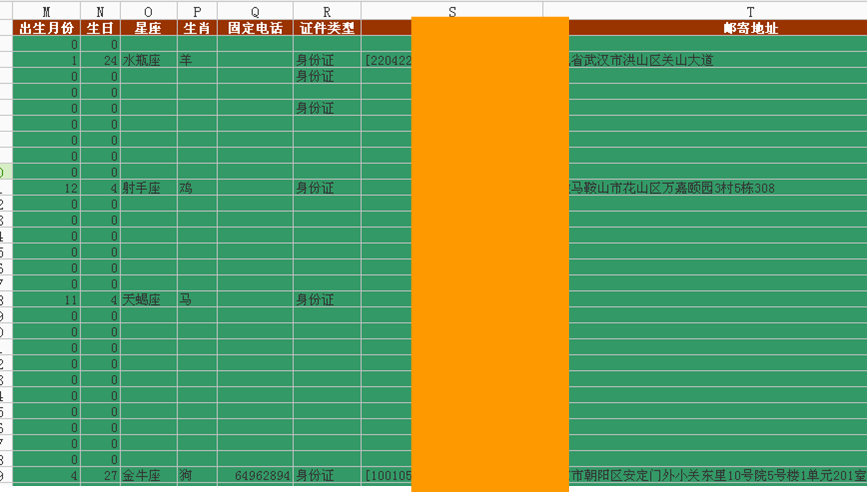 M N O P Q R S T
出生月份 生日 星座 生肖 固定电话 证件类型 邮寄地址
0 0
1 24 水瓶座 羊 身份证 [220422 省武汉市洪山区关山大道
0 0 身份证
0 0
0 0 身份证
0 0
0 0
0 0
0 0
12 4 射手座 鸡 身份证 马鞍山市花山区万嘉颐园3村5栋308
0 0
0 0
0 0
0 0
0 0
0 0
11 4 天蝎座 马 身份证
0 0
0 0
0 0
0 0
0 0
0 0
0 0
0 0
0 0
0 0
4 27 金牛座 狗 64962894 身份证 [100105 市朝阳区安定门外小关东里10号院5号楼1单元201室